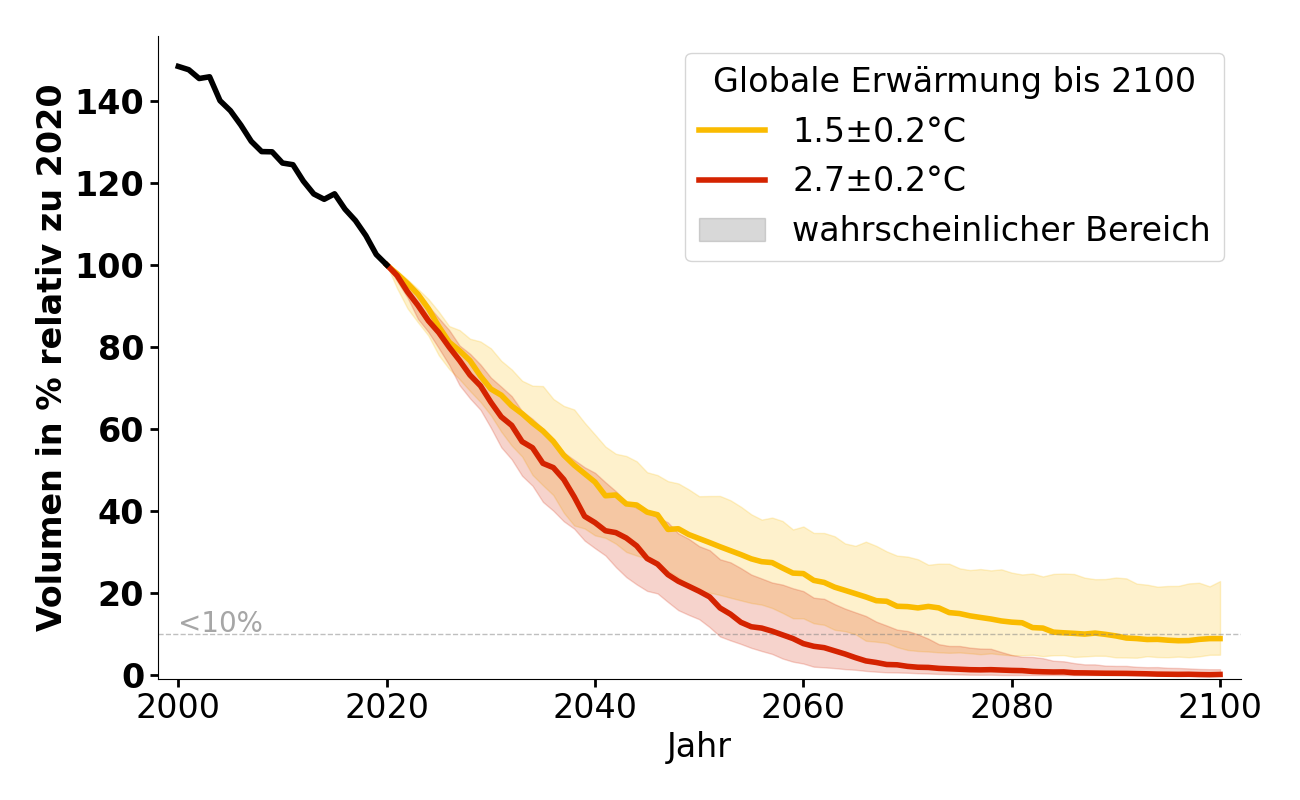 Volumen in % relativ zu 2020
140
120
100
80
60
40
20
0
<10%
Globale Erwärmung bis 2100
1.5±0.2°C
2.7±0.2°C
wahrscheinlicher Bereich
2000 2020 2040 2060 2080 2100
Jahr